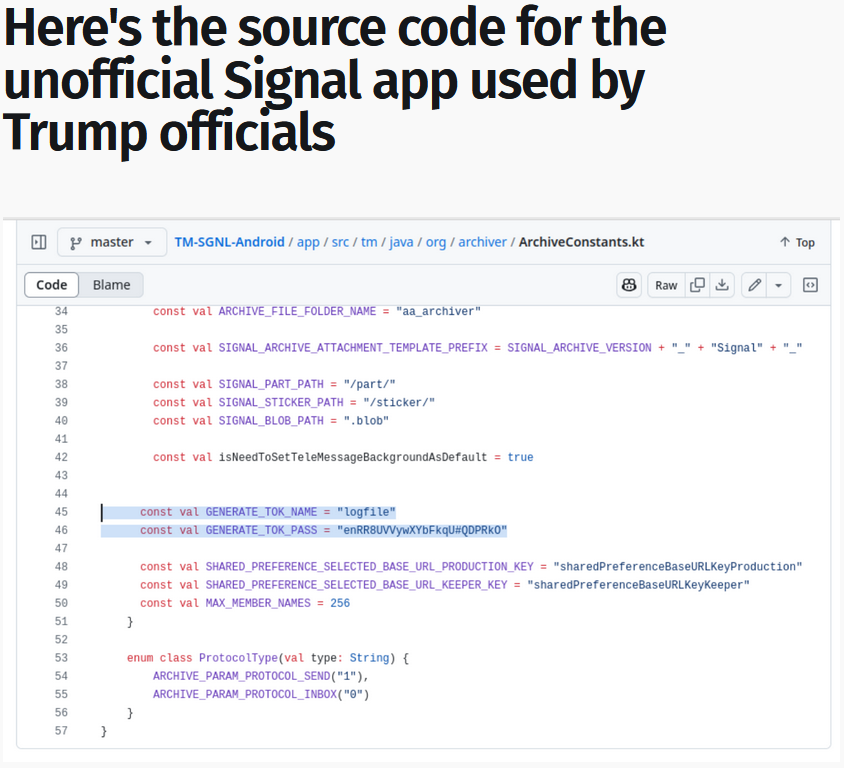 Here's the source code for the
unofficial Signal app used by
Trump officials
master TM-SGNL-Android / app / src / tm / java / org / archiver / ArchiveConstants.kt Top
Code Blame Raw
34 const val ARCHIVE_FILE_FOLDER_NAME = "aa_archiver"
35
36 const val SIGNAL_ARCHIVE_ATTACHMENT_TEMPLATE_PREFIX = SIGNAL_ARCHIVE_VERSION + "_" + "Signal" + "_"
37
38 const val SIGNAL_PART_PATH = "/part/"
39 const val SIGNAL_STICKER_PATH = "/sticker/"
40 const val SIGNAL_BLOB_PATH = ".blob"
41
42 const val isNeedToSetTeleMessageBackgroundAsDefault = true
43
44
45 const val GENERATE_TOK_NAME = "logfile"
46 const val GENERATE_TOK_PASS = "enRR8UVVywXYbFkqU#QDPRkO"
47
48 const val SHARED_PREFERENCE_SELECTED_BASE_URL_PRODUCTION_KEY = "sharedPreferenceBaseURLKeyProduction"
49 const val SHARED_PREFERENCE_SELECTED_BASE_URL_KEEPER_KEY = "sharedPreferenceBaseURLKeyKeeper"
50 const val MAX_MEMBER_NAMES = 256
51 }
52
53 enum class ProtocolType(val type: String) {
54 ARCHIVE_PARAM_PROTOCOL_SEND("1"),
55 ARCHIVE_PARAM_PROTOCOL_INBOX("0")
56 }
57 }